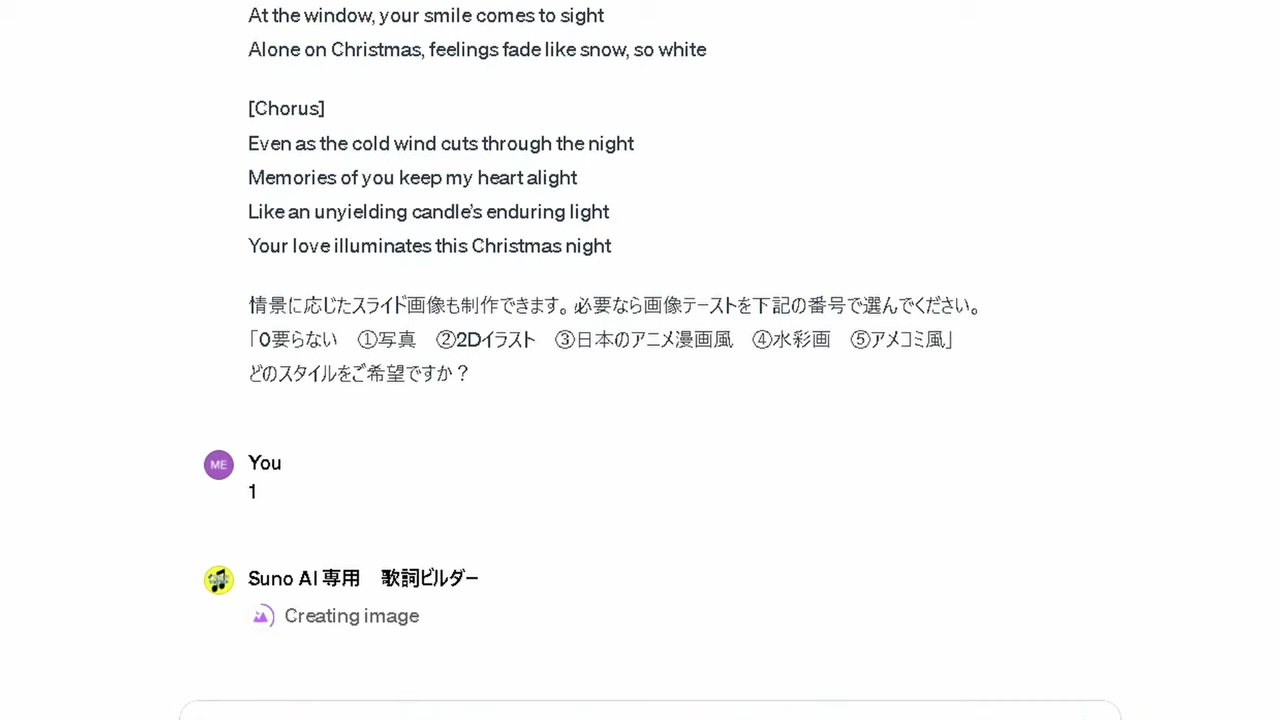 At the window, your smile comes to sight
Alone on Christmas, feelings fade like snow, so white
[Chorus]
Even as the cold wind cuts through the night
Memories of you keep my heart alight
Like an unyielding candle's enduring light
Your love illuminates this Christmas night
情景に応じたスライド画像も制作できます。必要なら画像テーストを下記の番号で選んでください。
「0要らない　①写真　②2Dイラスト　③日本のアニメ漫画風　④水彩画　⑤アメコミ風」
どのスタイルをご希望ですか？
ME
You
1
Suno AI 専用　歌詞ビルダー
Creating image